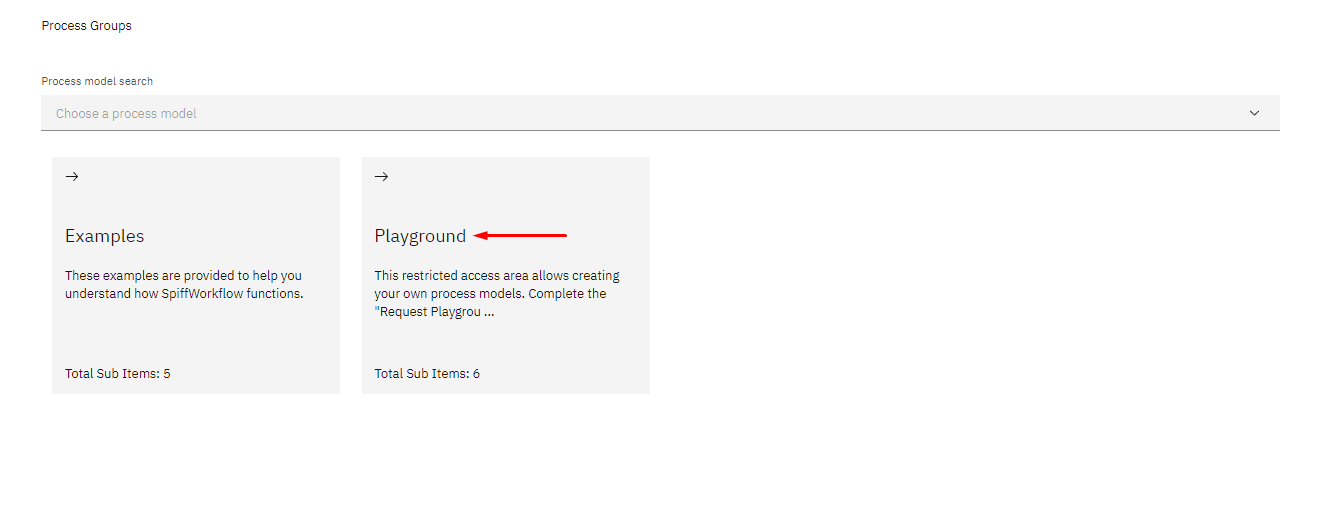 Process Groups
Process model search
Choose a process model
Examples
These examples are provided to help you
understand how SpiffWorkflow functions.
Total Sub Items: 5
Playground
This restricted access area allows creating
your own process models. Complete the
"Request Playgrou ...
Total Sub Items: 6